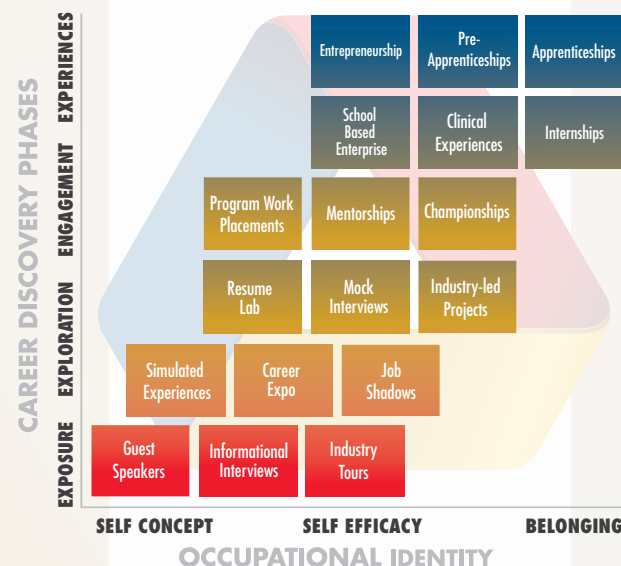 CAREER DISCOVERY PHASES
EXPERIENCES
ENGAGEMENT
EXPLORATION
EXPOSURE
Entrepreneurship
Pre-
Apprenticeships
Apprenticeships
School
Based
Enterprise
Clinical
Experiences
Internships
Program Work
Placements
Mentorships
Championships
Resume
Lab
Mock
Interviews
Industry-led
Projects
Simulated
Experiences
Career
Expo
Job
Shadows
Guest
Speakers
Informational
Interviews
Industry
Tours
SELF CONCEPT
SELF EFFICACY
BELONGING
OCCUPATIONAL IDENTITY